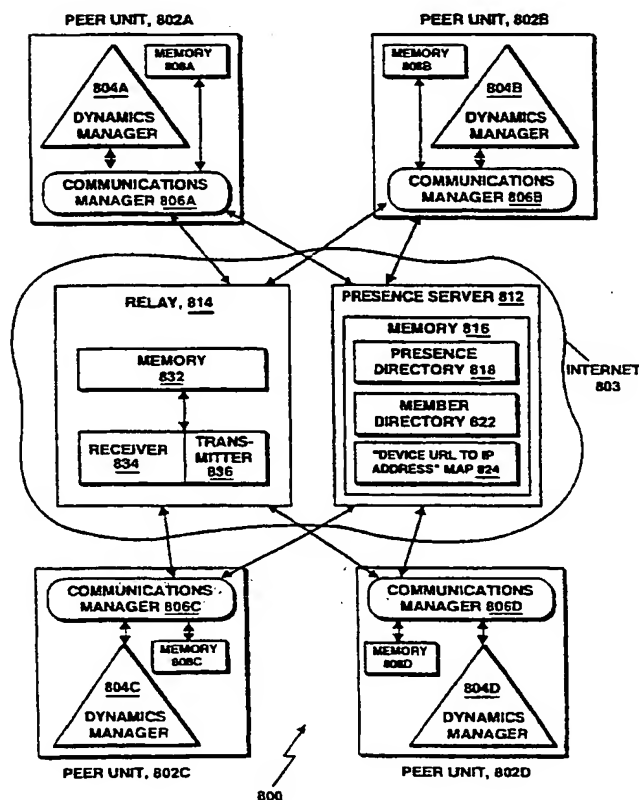 PEER UNIT, 802A
MEMORY
808A
804A
DYNAMICS
MANAGER
COMMUNICATIONS
MANAGER 806A
PEER UNIT, 802B
MEMORY
808B
804B
DYNAMICS
MANAGER
COMMUNICATIONS
MANAGER 806B
RELAY, 814
MEMORY
832
RECEIVER
834
TRANS-
MITTER
836
PRESENCE SERVER 812
MEMORY 816
PRESENCE
DIRECTORY 818
MEMBER
DIRECTORY 822
"DEVICE URL TO IP
ADDRESS" MAP 824
INTERNET
803
COMMUNICATIONS
MANAGER 806C
MEMORY
808C
804C
DYNAMICS
MANAGER
PEER UNIT, 802C
COMMUNICATIONS
MANAGER 806D
MEMORY
808D
804D
DYNAMICS
MANAGER
PEER UNIT, 802D
800